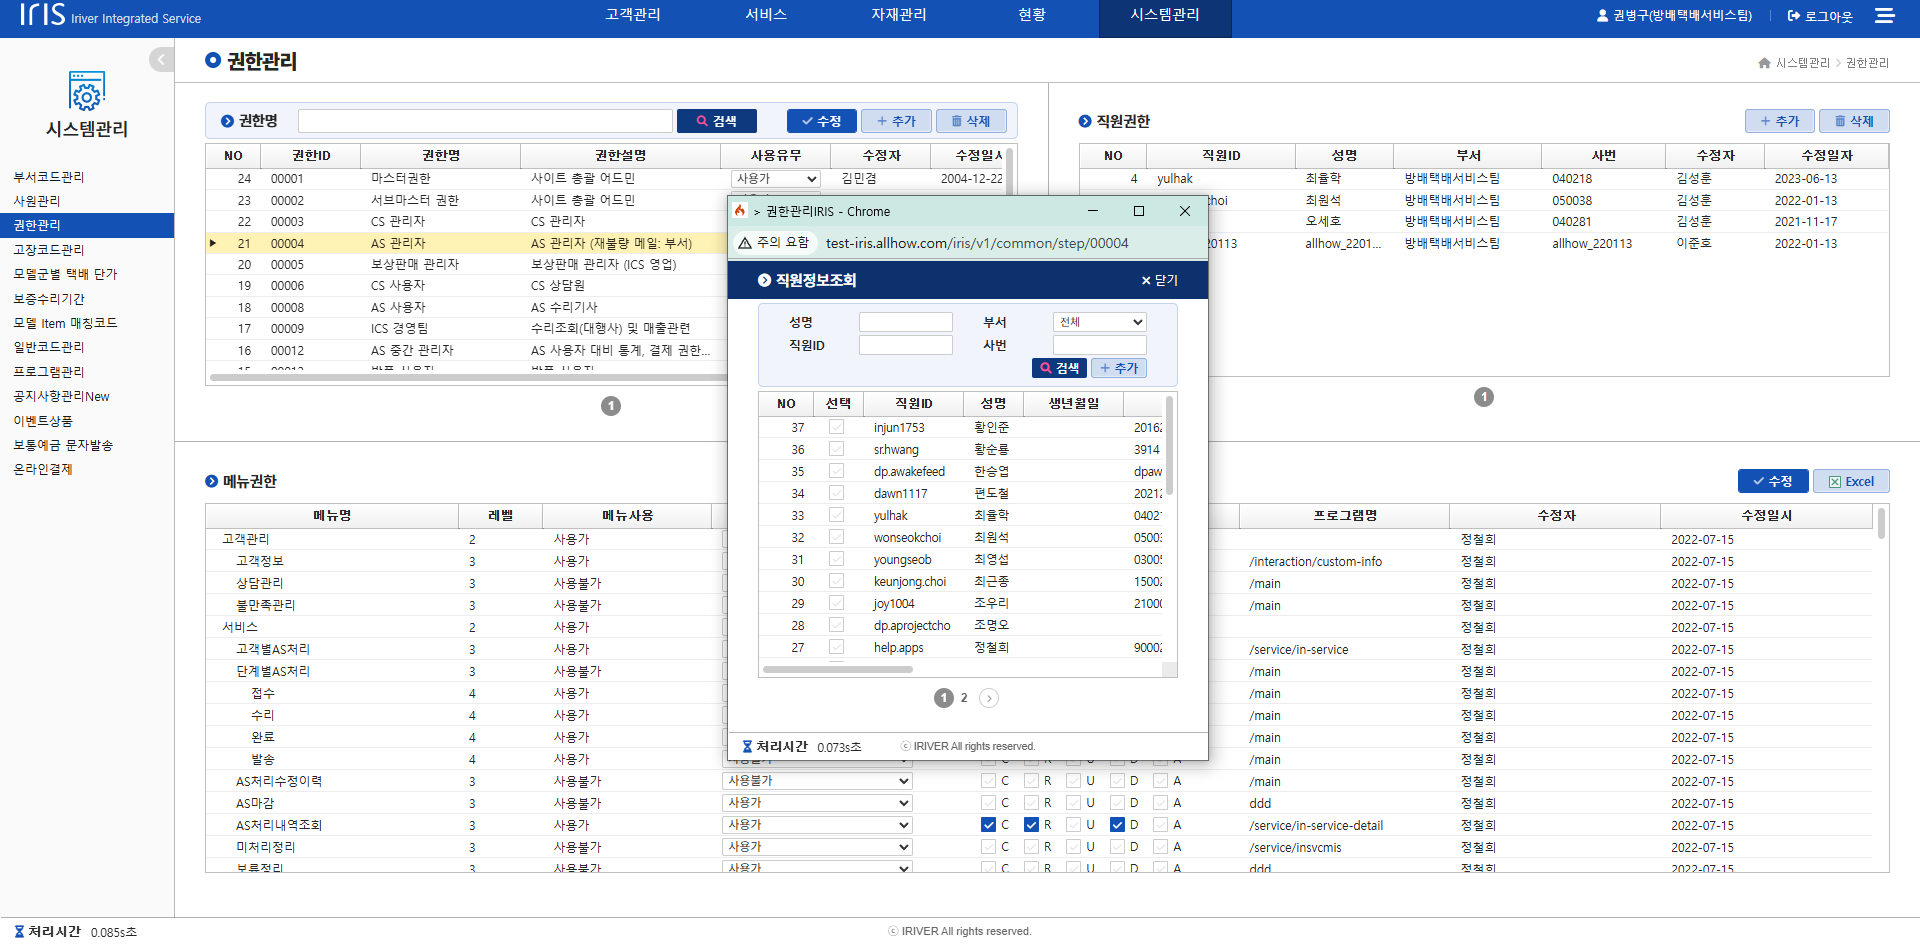 IRIS Iriver Integrated Service
고객관리 서비스 자재관리 현황 시스템관리
권병구(방배택배서비스팀) 로그아웃
시스템관리
부서코드관리
사원관리
권한관리
고장코드관리
모델군별 택배 단가
보증수리기간
모델 Item 매칭코드
일반코드관리
프로그램관리
공지사항관리New
이벤트상품
보통예금 문자발송
온라인결제
권한관리
시스템관리 > 권한관리
권한명 검색 수정 추가 삭제
NO 권한ID 권한명 권한설명 사용유무 수정자 수정일시
24 00001 마스터권한 사이트 총괄 어드민 사용가 김민겸 2004-12-22
23 00002 서브마스터 권한 사이트 총괄 어드민
22 00003 CS 관리자 CS 관리자
21 00004 AS 관리자 AS 관리자 (재불량 메일: 부서)
20 00005 보상판매 관리자 보상판매 관리자 (ICS 영업)
19 00006 CS 사용자 CS 상담원
18 00008 AS 사용자 AS 수리기사
17 00009 ICS 경영팀 수리조회(대행사) 및 매출관련
16 00012 AS 중간 관리자 AS 사용자 대비 통계, 결제 권한...
1
직원권한 추가 삭제
NO 직원ID 성명 부서 사번 수정자 수정일자
4 yulhak 최율학 방배택배서비스팀 040218 김성훈 2023-06-13
choi 최원석 방배택배서비스팀 050038 김성훈 2022-01-13
오세호 방배택배서비스팀 040281 김성훈 2021-11-17
20113 allhow_2201... 방배택배서비스팀 allhow_220113 이준호 2022-01-13
1
> 권한관리IRIS - Chrome
주의 요함 test-iris.allhow.com/iris/v1/common/step/00004
직원정보조회 × 닫기
성명 부서 전체
직원ID 사번
검색 추가
NO 선택 직원ID 성명 생년월일
37 injun1753 황인준 20162
36 sr.hwang 황순룡 3914
35 dp.awakefeed 한승엽 dpaw
34 dawn1117 편도철 20212
33 yulhak 최율학 04021
32 wonseokchoi 최원석 05003
31 youngseob 최영섭 03005
30 keunjong.choi 최근종 15002
29 joy1004 조우리 21000
28 dp.aprojectcho 조명오
27 help.apps 정철희 90002
1 2 >
처리시간 0.073s초 ⓒ IRIVER All rights reserved.
메뉴권한 수정 Excel
메뉴명 레벨 메뉴사용 프로그램명 수정자 수정일시
고객관리 2 사용가 정철희 2022-07-15
고객정보 3 사용가 /interaction/custom-info 정철희 2022-07-15
상담관리 3 사용불가 /main 정철희 2022-07-15
불만족관리 3 사용불가 /main 정철희 2022-07-15
서비스 2 사용가 정철희 2022-07-15
고객별AS처리 3 사용가 /service/in-service 정철희 2022-07-15
단계별AS처리 3 사용불가 /main 정철희 2022-07-15
접수 4 사용가 /main 정철희 2022-07-15
수리 4 사용가 /main 정철희 2022-07-15
완료 4 사용가 /main 정철희 2022-07-15
발송 4 사용가 /main 정철희 2022-07-15
AS처리수정이력 3 사용불가 사용불가 C R U D A /main 정철희 2022-07-15
AS마감 3 사용불가 사용가 C R U D A ddd 정철희 2022-07-15
AS처리내역조회 3 사용가 사용가 C R U D A /service/in-service-detail 정철희 2022-07-15
미처리정리 3 사용불가 사용가 C R U D A /service/insvcmis 정철희 2022-07-15
보류정리 3 사용불가 사용가 C R U D A ddd 정철희 2022-07-15
처리시간 0.085s초 ⓒ IRIVER All rights reserved.